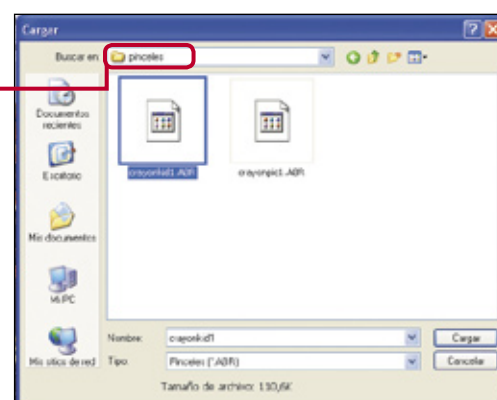 Cargar
Buscar en: pinceles
Documentos recientes
Escritorio
Mis documentos
Mi PC
Mis sitios de red
crayonkid1.ABR
crayonpict.ABR
Nombre: crayonkid1
Tipo: Pinceles (*.ABR)
Cargar
Cancelar
Tamaño de archivo: 110,6K